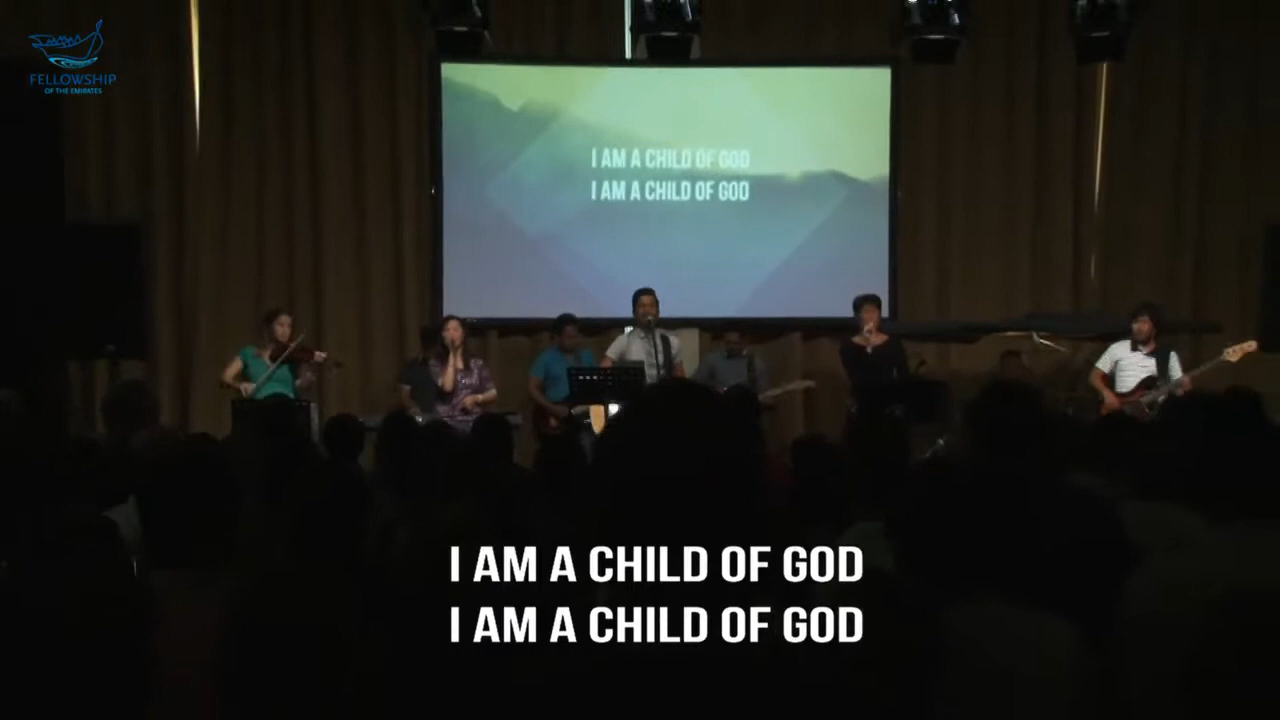 FELLOWSHIP
OF THE EMIRATES
I AM A CHILD OF GOD
I AM A CHILD OF GOD
I AM A CHILD OF GOD
I AM A CHILD OF GOD